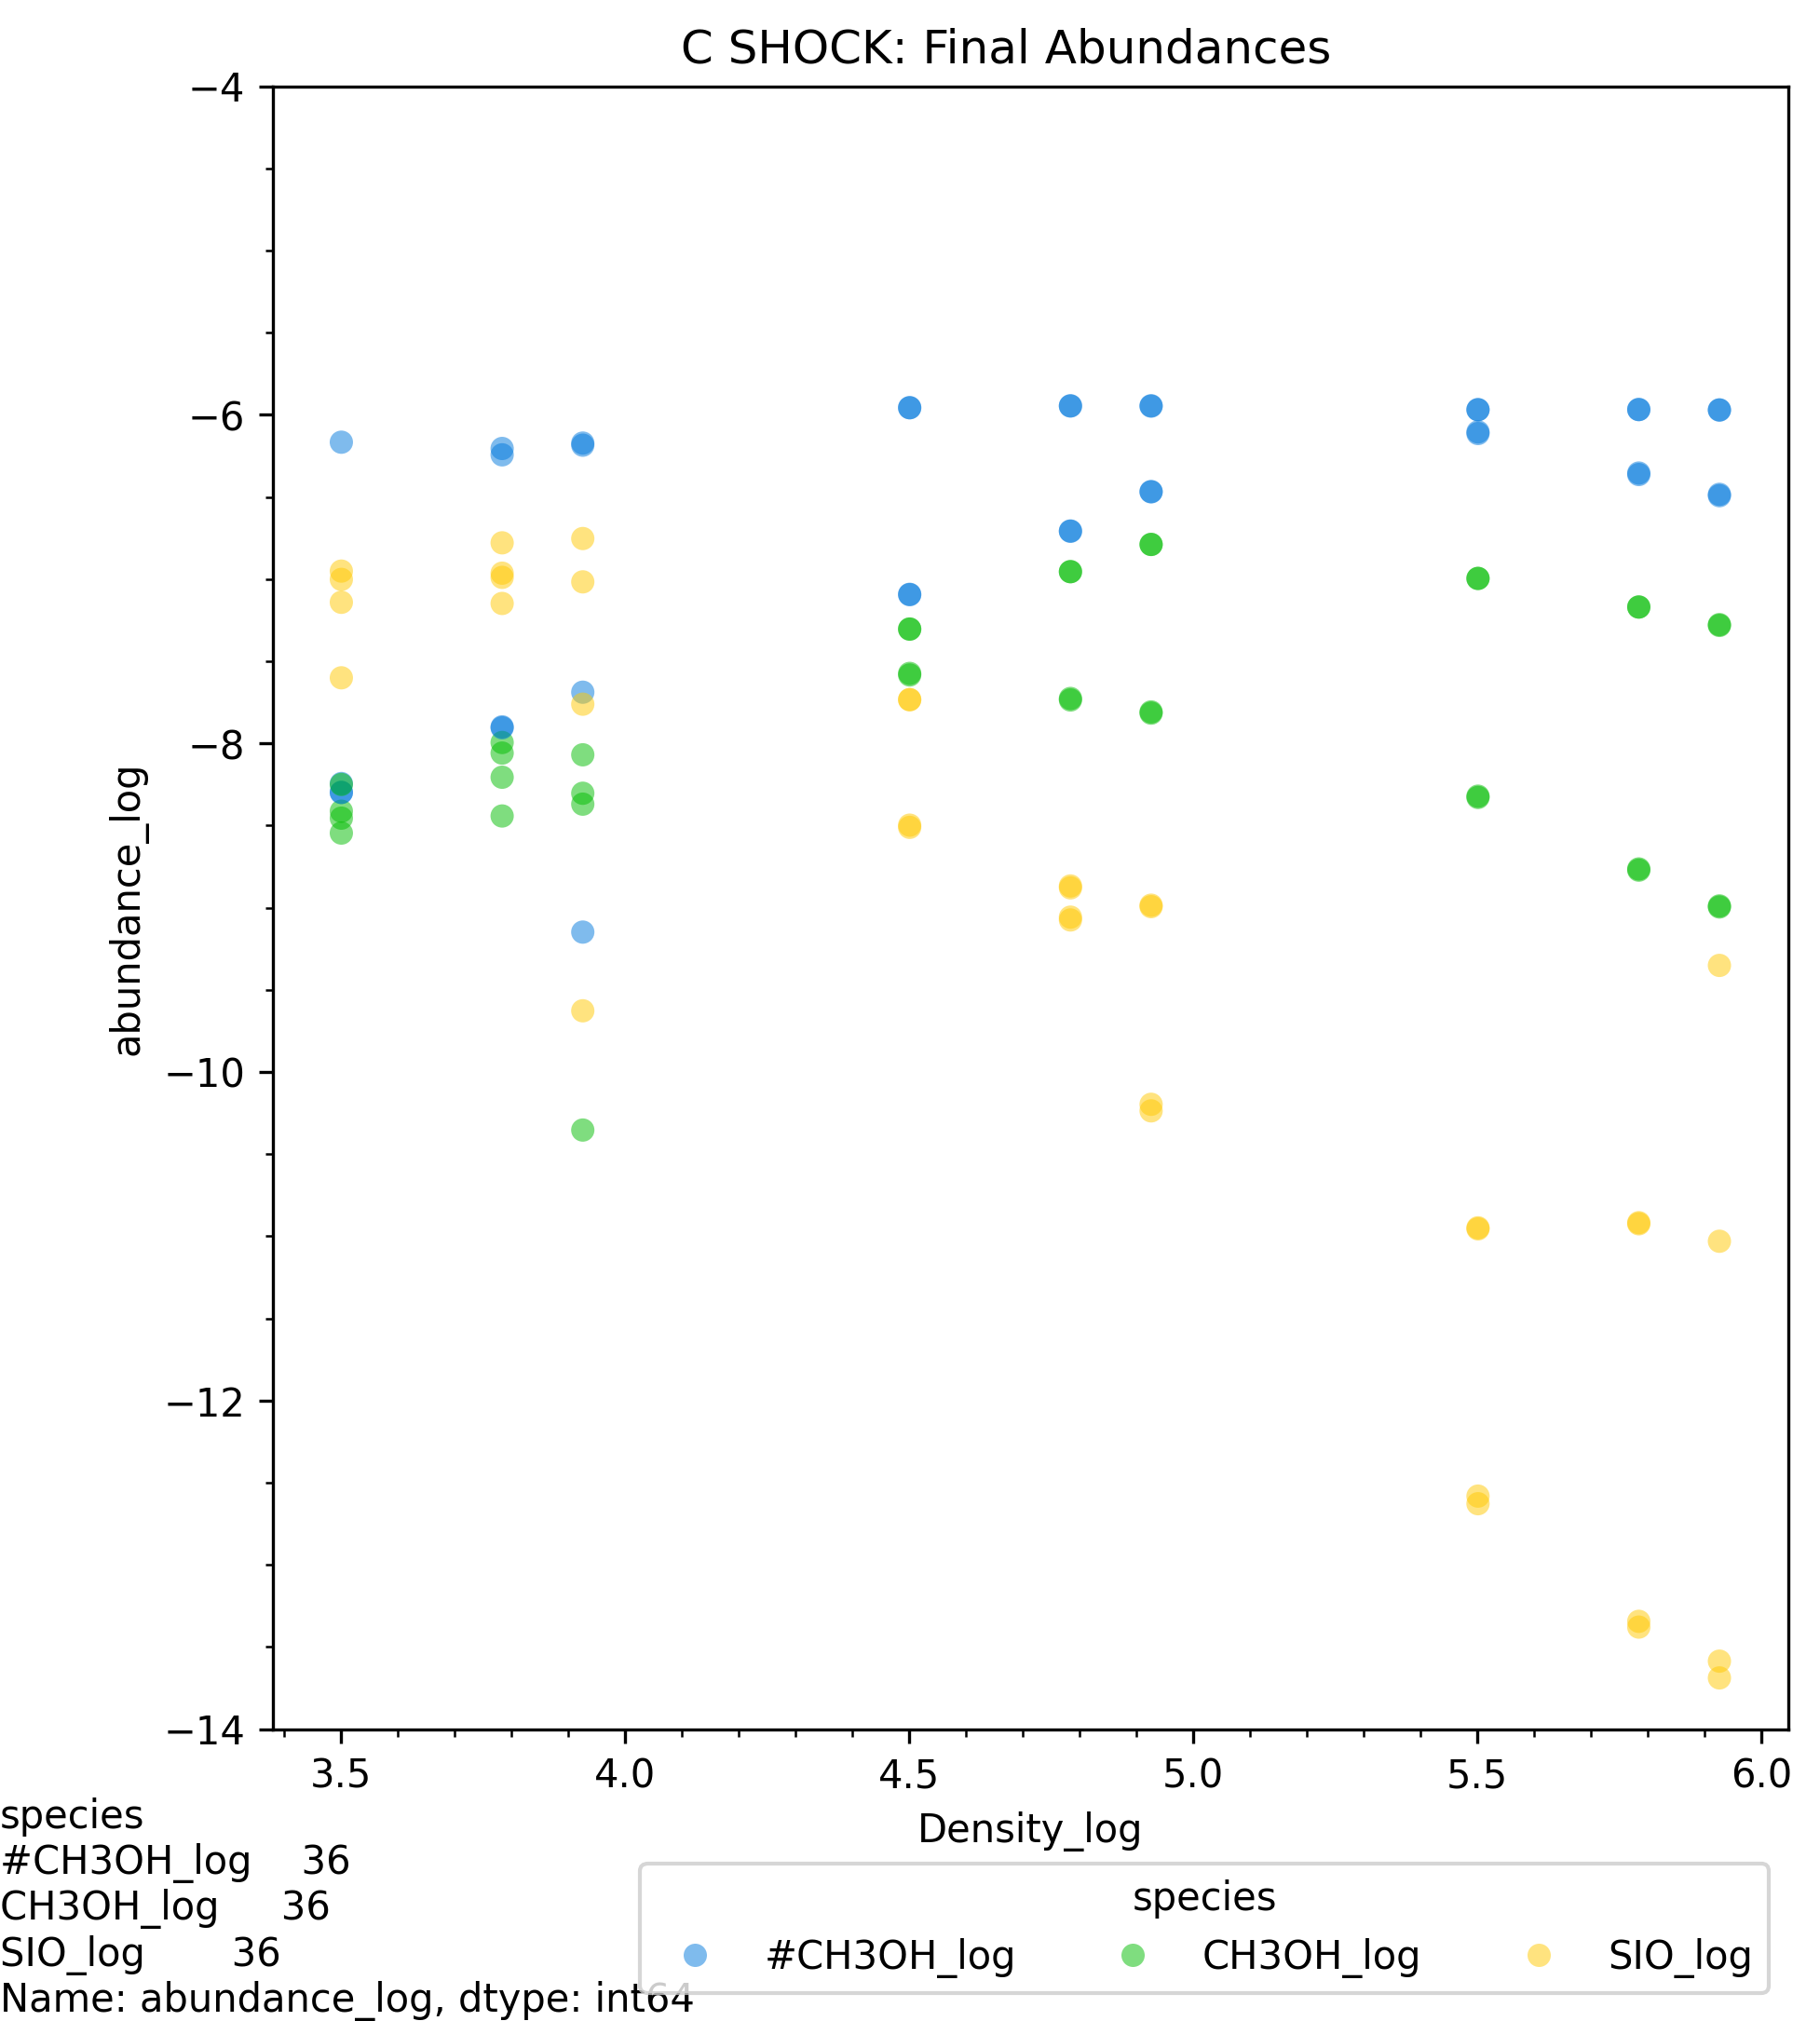 C SHOCK: Final Abundances
−4
−6
−8
−10
−12
−14
abundance_log
3.5 4.0 4.5 5.0 5.5 6.0
Density_log
species
#CH3OH_log 36
CH3OH_log 36
SIO_log 36
Name: abundance_log, dtype: int64
species
#CH3OH_log CH3OH_log SIO_log